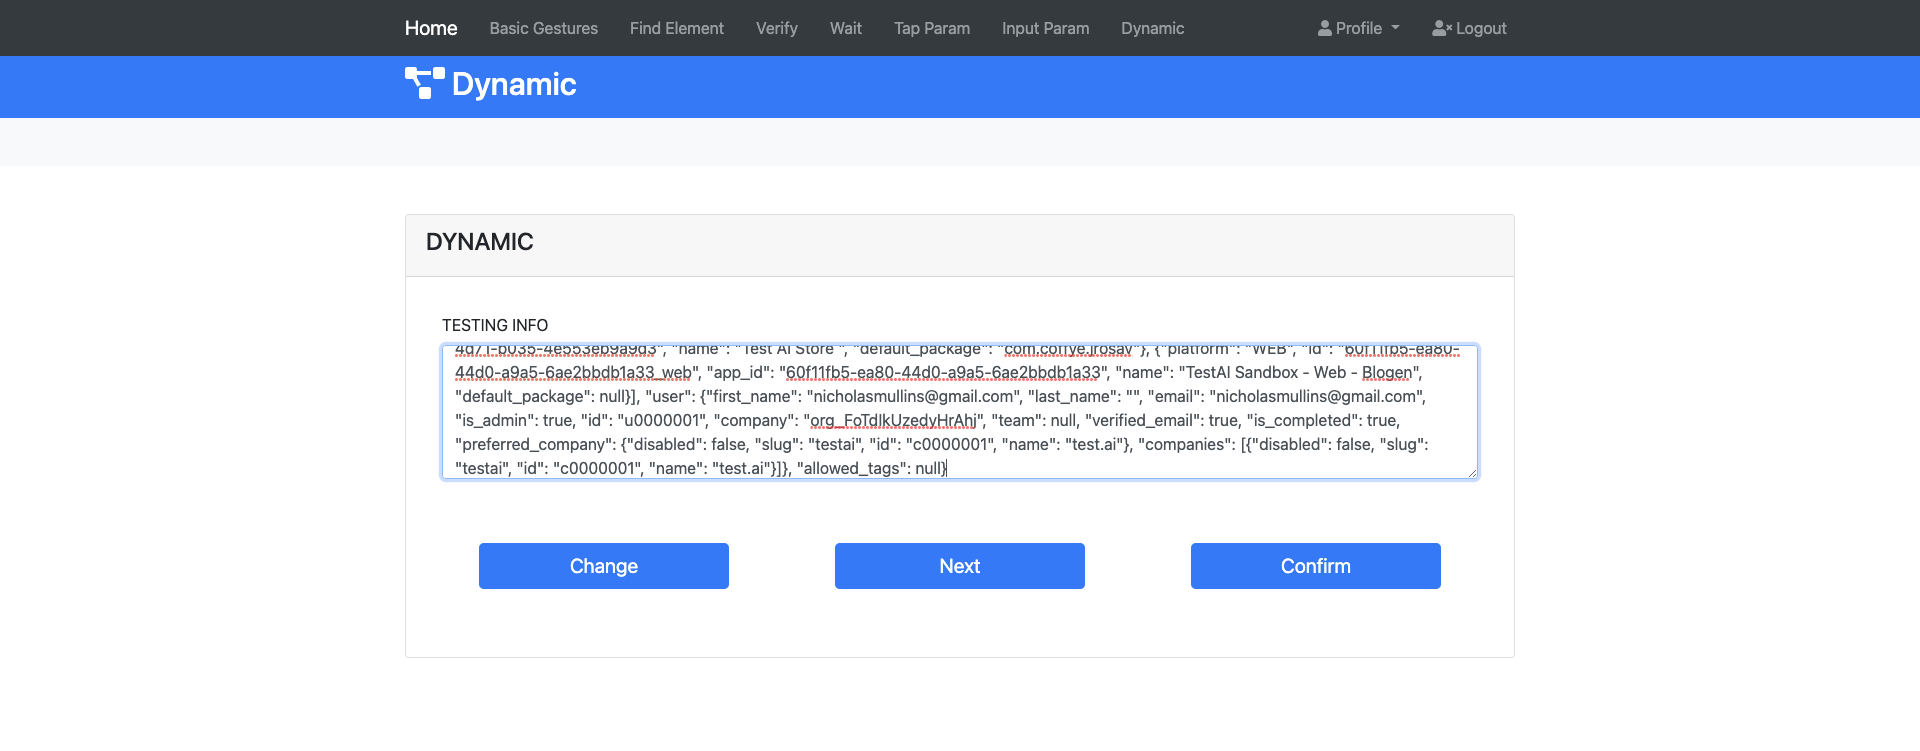 Home Basic Gestures Find Element Verify Wait Tap Param Input Param Dynamic Profile Logout
Dynamic
DYNAMIC
TESTING INFO
4d71-b035-4e553eb9a9d3", "name": "Test AI Store ", "default_package": "com.coffye.jrosav"}, {"platform": "WEB", "id": "60f11fb5-ea80-
44d0-a9a5-6ae2bbdb1a33_web", "app_id": "60f11fb5-ea80-44d0-a9a5-6ae2bbdb1a33", "name": "TestAI Sandbox - Web - Blogen",
"default_package": null}], "user": {"first_name": "nicholasmullins@gmail.com", "last_name": "", "email": "nicholasmullins@gmail.com",
"is_admin": true, "id": "u0000001", "company": "org_FoTdIkUzedyHrAhj", "team": null, "verified_email": true, "is_completed": true,
"preferred_company": {"disabled": false, "slug": "testai", "id": "c0000001", "name": "test.ai"}, "companies": [{"disabled": false, "slug":
"testai", "id": "c0000001", "name": "test.ai"}]}, "allowed_tags": null}
Change Next Confirm